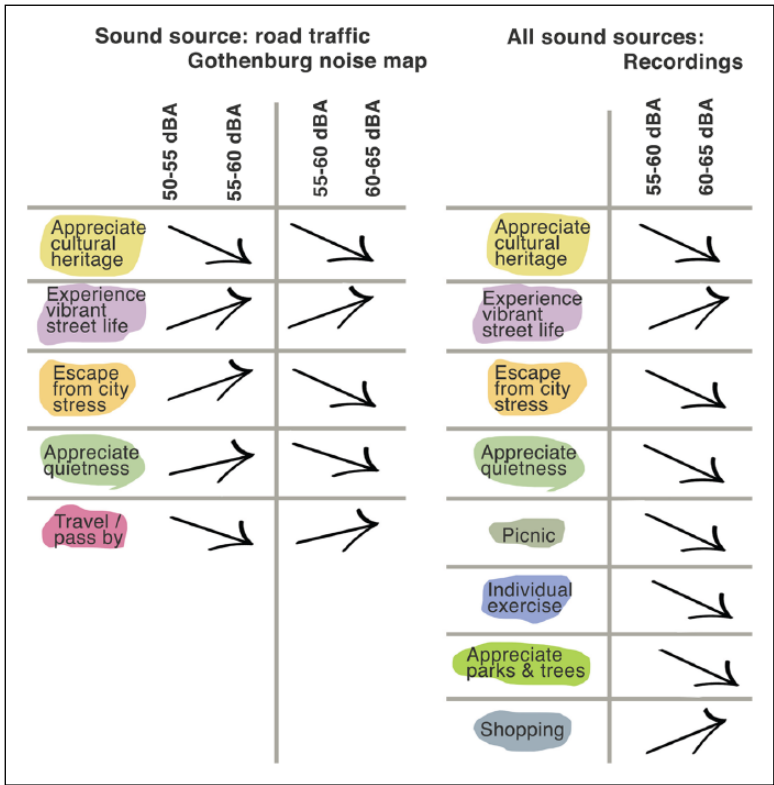 Sound source: road traffic
Gothenburg noise map
50-55 dBA
55-60 dBA
55-60 dBA
60-65 dBA
Appreciate
cultural
heritage
Experience
vibrant
street life
Escape
from city
stress
Appreciate
quietness
Travel /
pass by
All sound sources:
Recordings
55-60 dBA
60-65 dBA
Appreciate
cultural
heritage
Experience
vibrant
street life
Escape
from city
stress
Appreciate
quietness
Picnic
Individual
exercise
Appreciate
parks & trees
Shopping